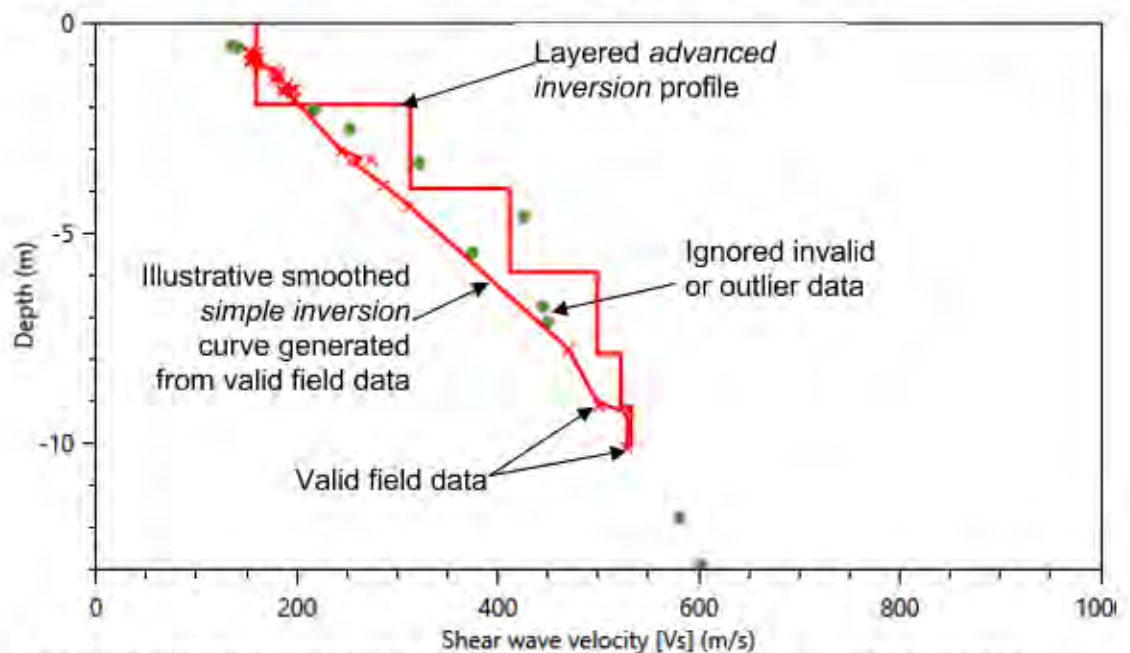 0
Layered advanced
inversion profile
-5
Depth (m)
Illustrative smoothed
simple inversion
curve generated
from valid field data
Ignored invalid
or outlier data
-10
Valid field data
0 200 400 600 800 100
Shear wave velocity [Vs] (m/s)